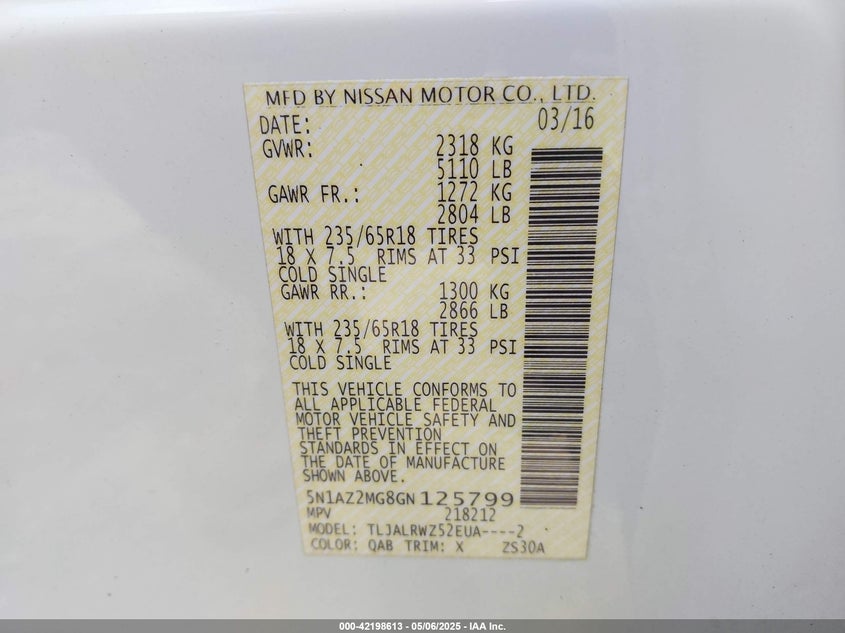 MFD BY NISSAN MOTOR CO., LTD.
DATE: 03/16
GVWR: 2318 KG
5110 LB
GAWR FR.: 1272 KG
2804 LB
WITH 235/65R18 TIRES
18 X 7.5 RIMS AT 33 PSI
COLD SINGLE
GAWR RR.: 1300 KG
2866 LB
WITH 235/65R18 TIRES
18 X 7.5 RIMS AT 33 PSI
COLD SINGLE
THIS VEHICLE CONFORMS TO
ALL APPLICABLE FEDERAL
MOTOR VEHICLE SAFETY AND
THEFT PREVENTION
STANDARDS IN EFFECT ON
THE DATE OF MANUFACTURE
SHOWN ABOVE.
5N1AZ2MG8GN125799
MPV 218212
MODEL: TLJALRWZ52EUA----2
COLOR: QAB TRIM: X ZS30A
000-42198613 - 05/06/2025 - IAA Inc.